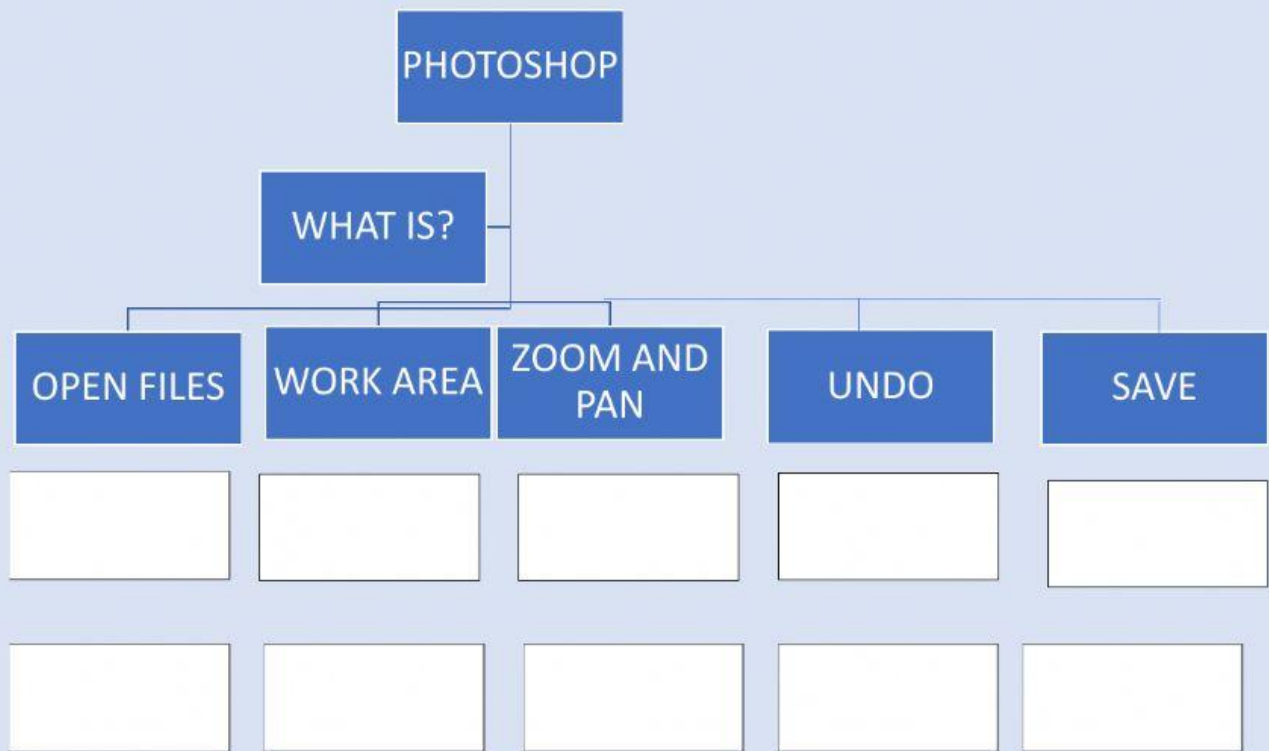 PHOTOSHOP
WHAT IS?
OPEN FILES
WORK AREA
ZOOM AND
PAN
UNDO
SAVE